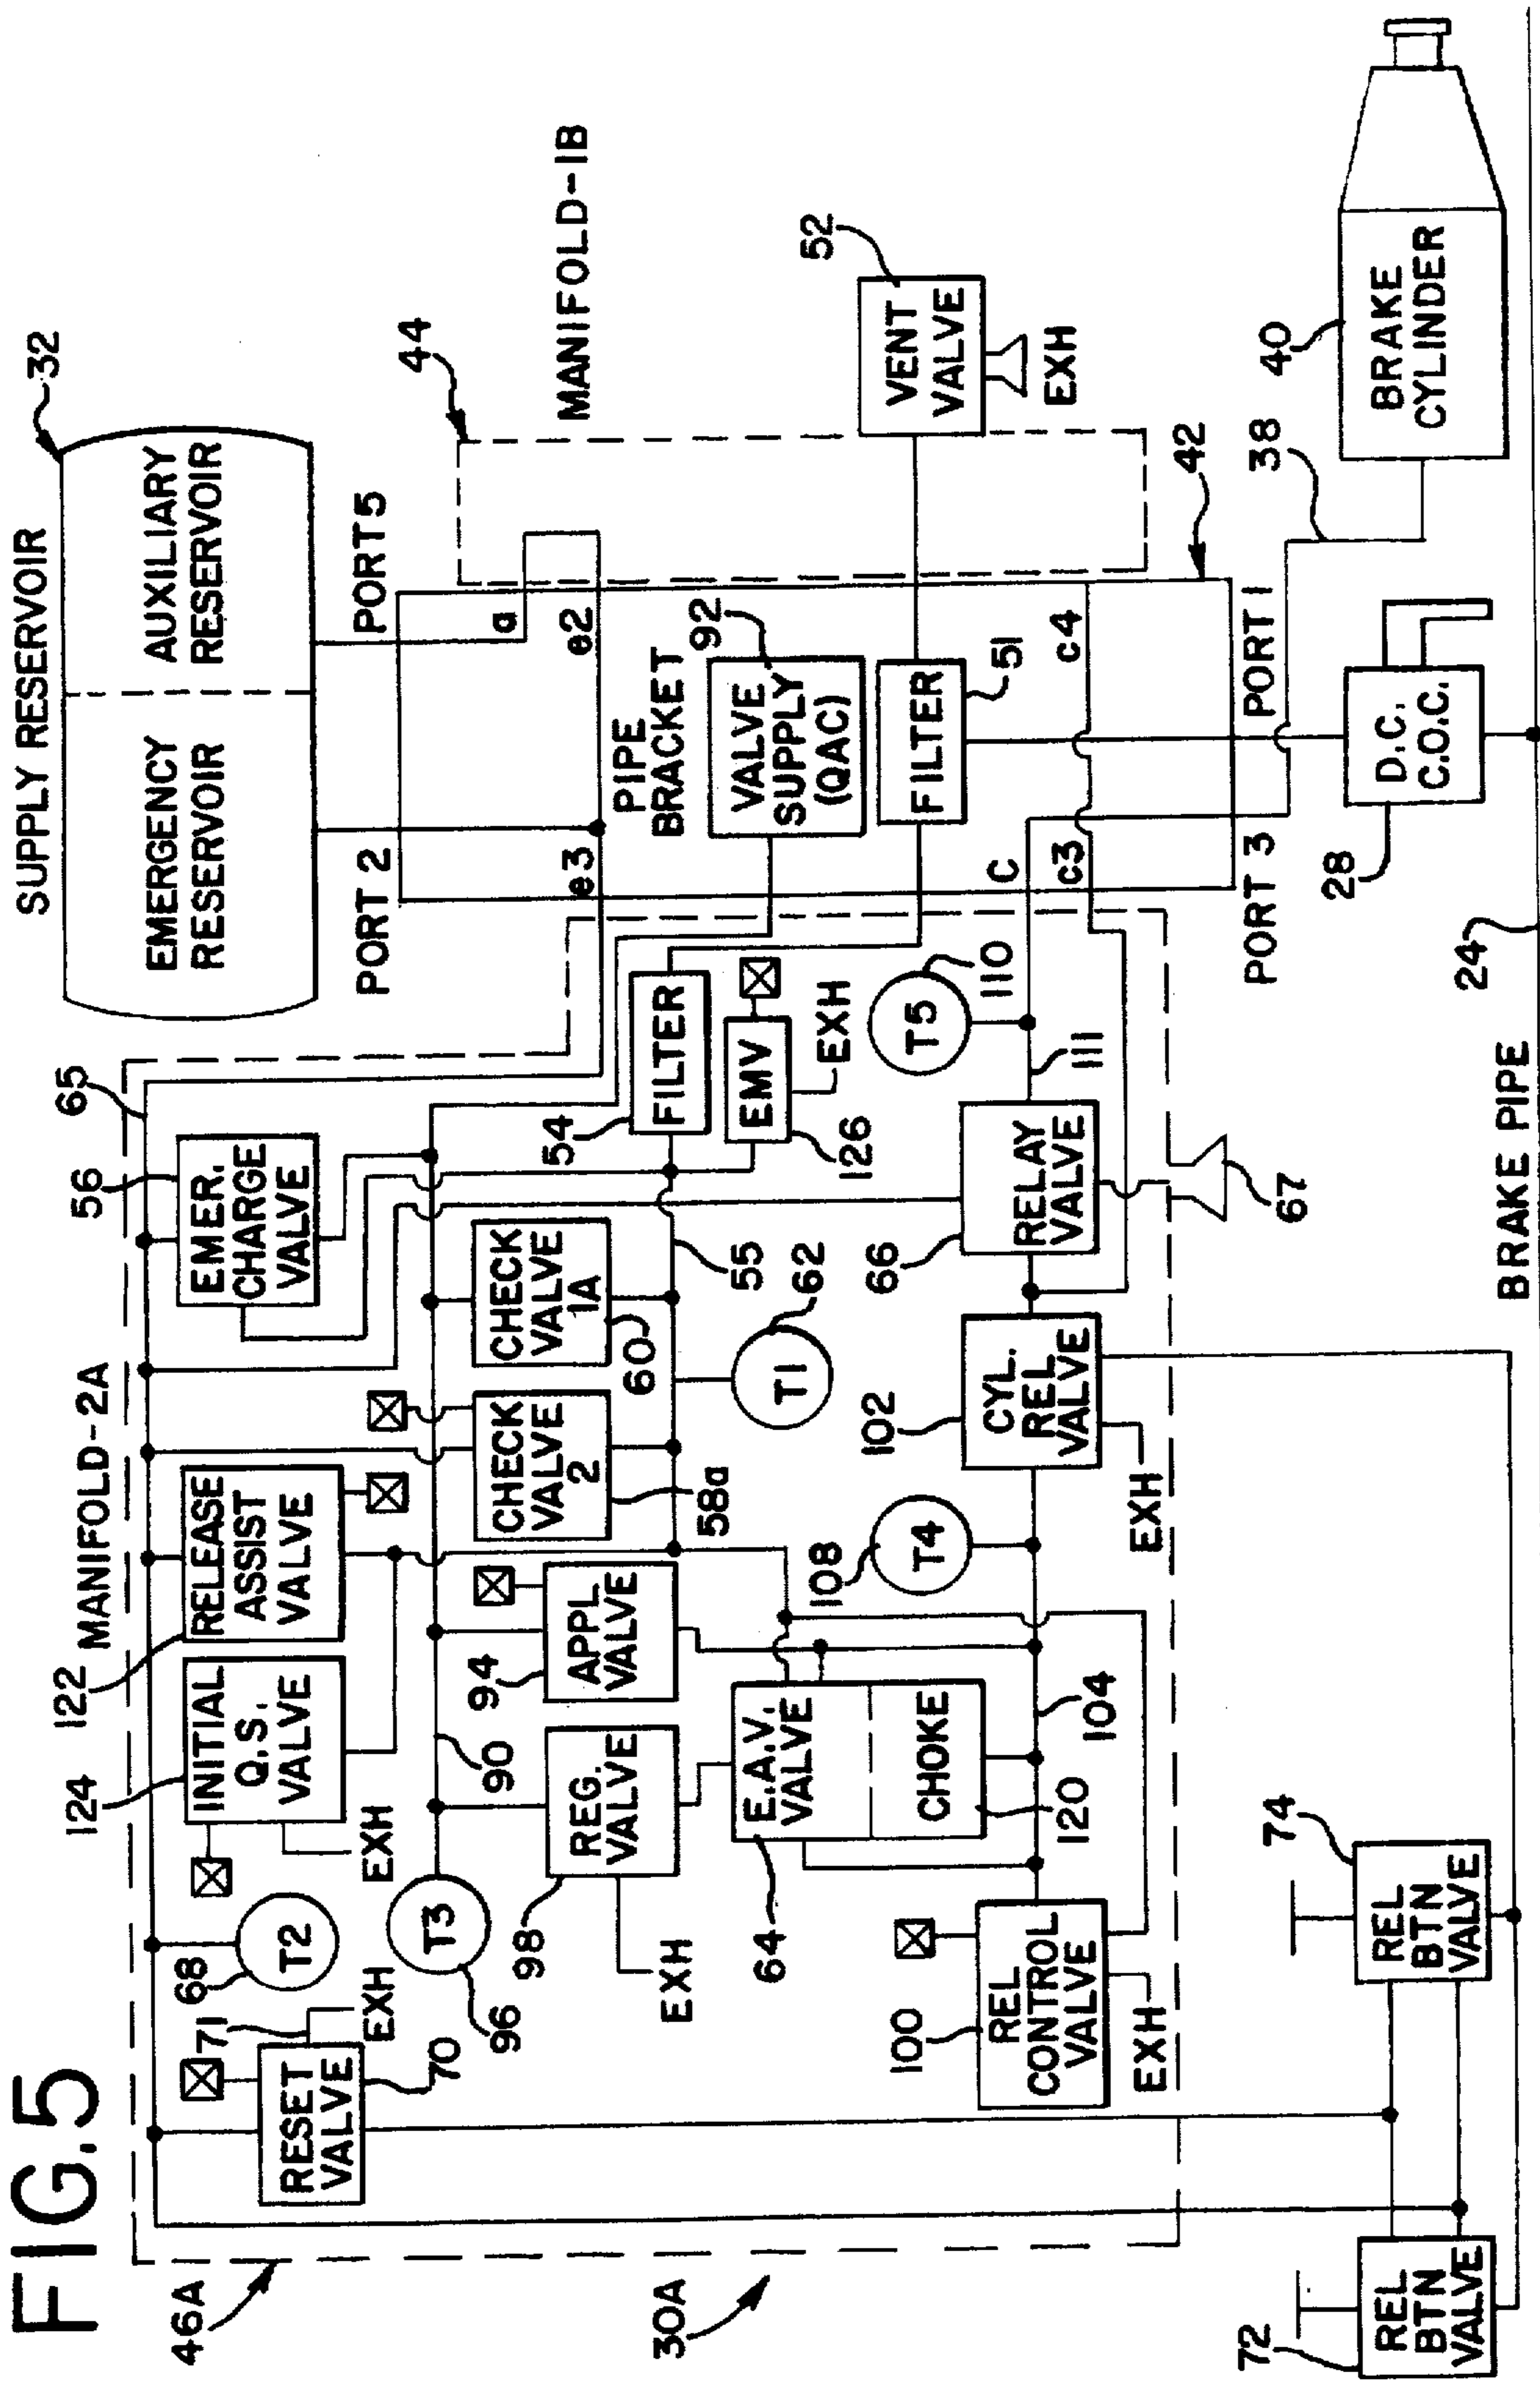 FIG.5
SUPPLY RESERVOIR
32
EMERGENCY
RESERVOIR
AUXILIARY
RESERVOIR
PORT 2
PORT 5
44
MANIFOLD-1B
46A
MANIFOLD-2A
65
a
e2
e3
PIPE
BRACKET
124
INITIAL
Q.S.
VALVE
EXH
122
RELEASE
ASSIST
VALVE
56
EMER.
CHARGE
VALVE
RESET
VALVE
70
71
EXH
68
T2
T3
96
90
CHECK
VALVE
2
58a
CHECK
VALVE
1A
60
55
54
FILTER
EMV
126
EXH
92
VALVE
SUPPLY
(QAC)
FILTER
51
52
VENT
VALVE
EXH
98
REG.
VALVE
EXH
94
APPL
VALVE
T1
62
E.A.V.
VALVE
64
CHOKE
120
104
108
T4
T5
110
111
C
c3
c4
42
100
REL
CONTROL
VALVE
EXH
102
CYL.
REL
VALVE
EXH
66
RELAY
VALVE
67
PORT 3
PORT 1
38
40
BRAKE
CYLINDER
30A
72
REL
BTN
VALVE
74
REL
BTN
VALVE
28
D.C.
C.O.C.
24
BRAKE PIPE